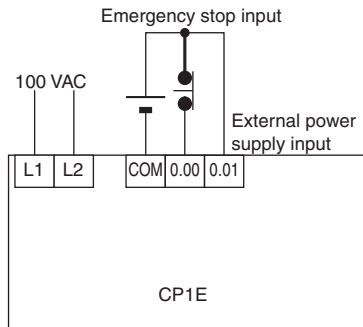 Emergency stop input
100 VAC
External power
supply input
L1 L2 COM 0.00 0.01
CP1E